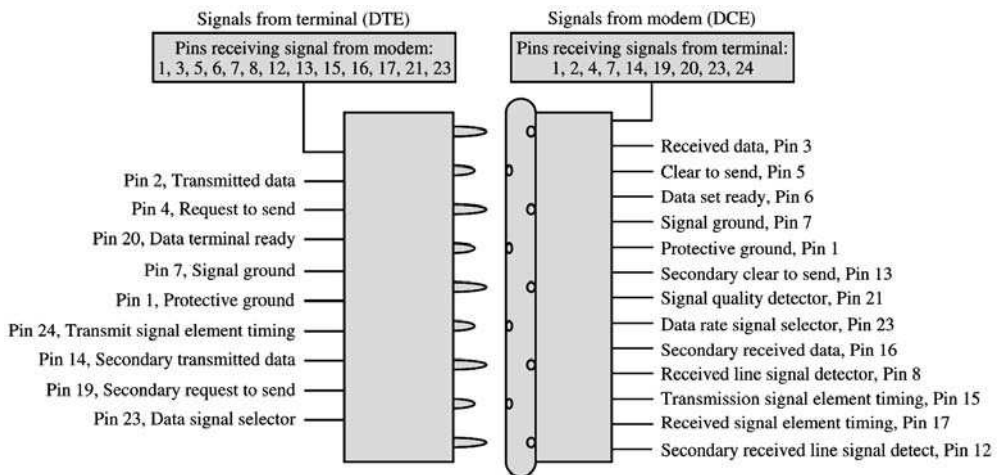 Signals from terminal (DTE)
Pins receiving signal from modem:
1, 3, 5, 6, 7, 8, 12, 13, 15, 16, 17, 21, 23
Pin 2, Transmitted data
Pin 4, Request to send
Pin 20, Data terminal ready
Pin 7, Signal ground
Pin 1, Protective ground
Pin 24, Transmit signal element timing
Pin 14, Secondary transmitted data
Pin 19, Secondary request to send
Pin 23, Data signal selector
Signals from modem (DCE)
Pins receiving signals from terminal:
1, 2, 4, 7, 14, 19, 20, 23, 24
Received data, Pin 3
Clear to send, Pin 5
Data set ready, Pin 6
Signal ground, Pin 7
Protective ground, Pin 1
Secondary clear to send, Pin 13
Signal quality detector, Pin 21
Data rate signal selector, Pin 23
Secondary received data, Pin 16
Received line signal detector, Pin 8
Transmission signal element timing, Pin 15
Received signal element timing, Pin 17
Secondary received line signal detect, Pin 12